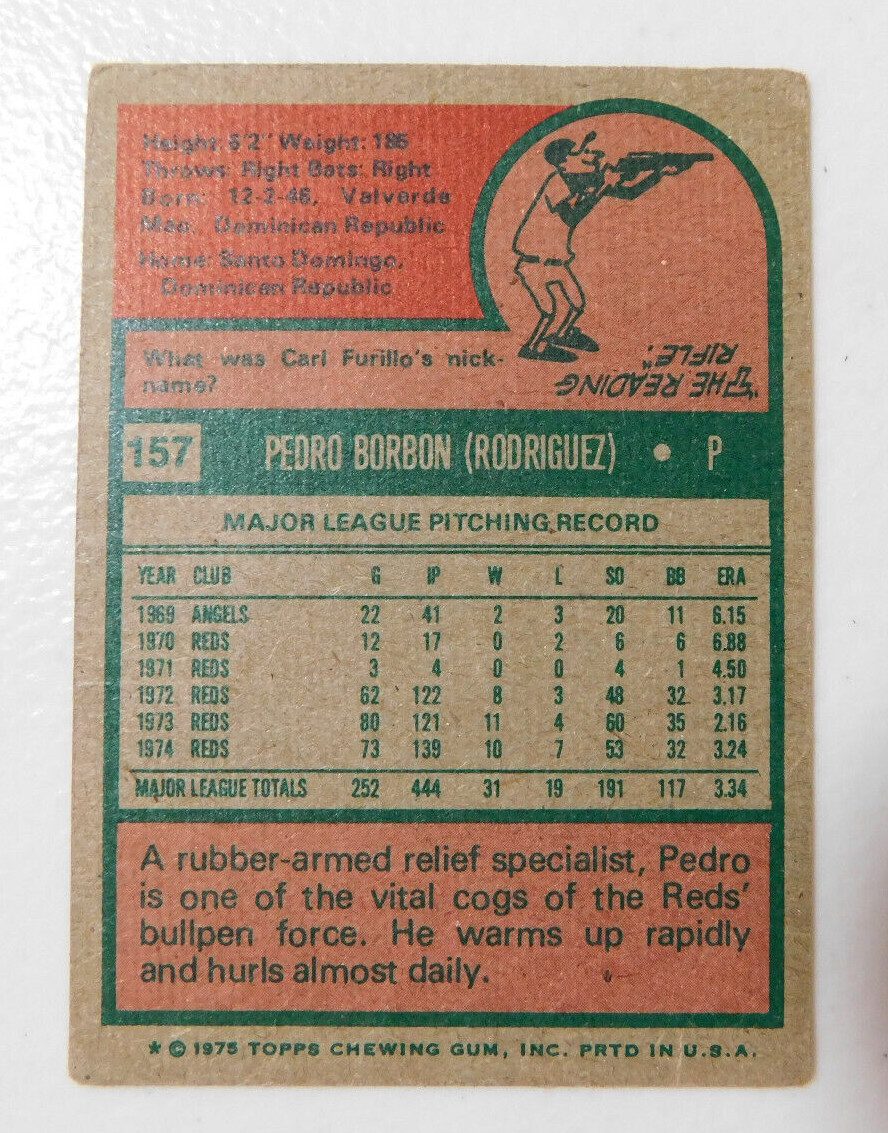 Height: 6'2" Weight: 185
Throws: Right Bats: Right
Born: 12-2-46, Valverde
Mao, Dominican Republic
Home: Santo Domingo,
Dominican Republic
What was Carl Furillo's nick-
name?
"THE READING
RIFLE".
157 PEDRO BORBON (RODRIGUEZ) • P
MAJOR LEAGUE PITCHING RECORD
YEAR CLUB G IP W L SO BB ERA
1969 ANGELS 22 41 2 3 20 11 6.15
1970 REDS 12 17 0 2 6 6 6.88
1971 REDS 3 4 0 0 4 1 4.50
1972 REDS 62 122 8 3 48 32 3.17
1973 REDS 80 121 11 4 60 35 2.16
1974 REDS 73 139 10 7 53 32 3.24
MAJOR LEAGUE TOTALS 252 444 31 19 191 117 3.34
A rubber-armed relief specialist, Pedro
is one of the vital cogs of the Reds'
bullpen force. He warms up rapidly
and hurls almost daily.
* © 1975 TOPPS CHEWING GUM, INC. PRTD IN U.S.A.